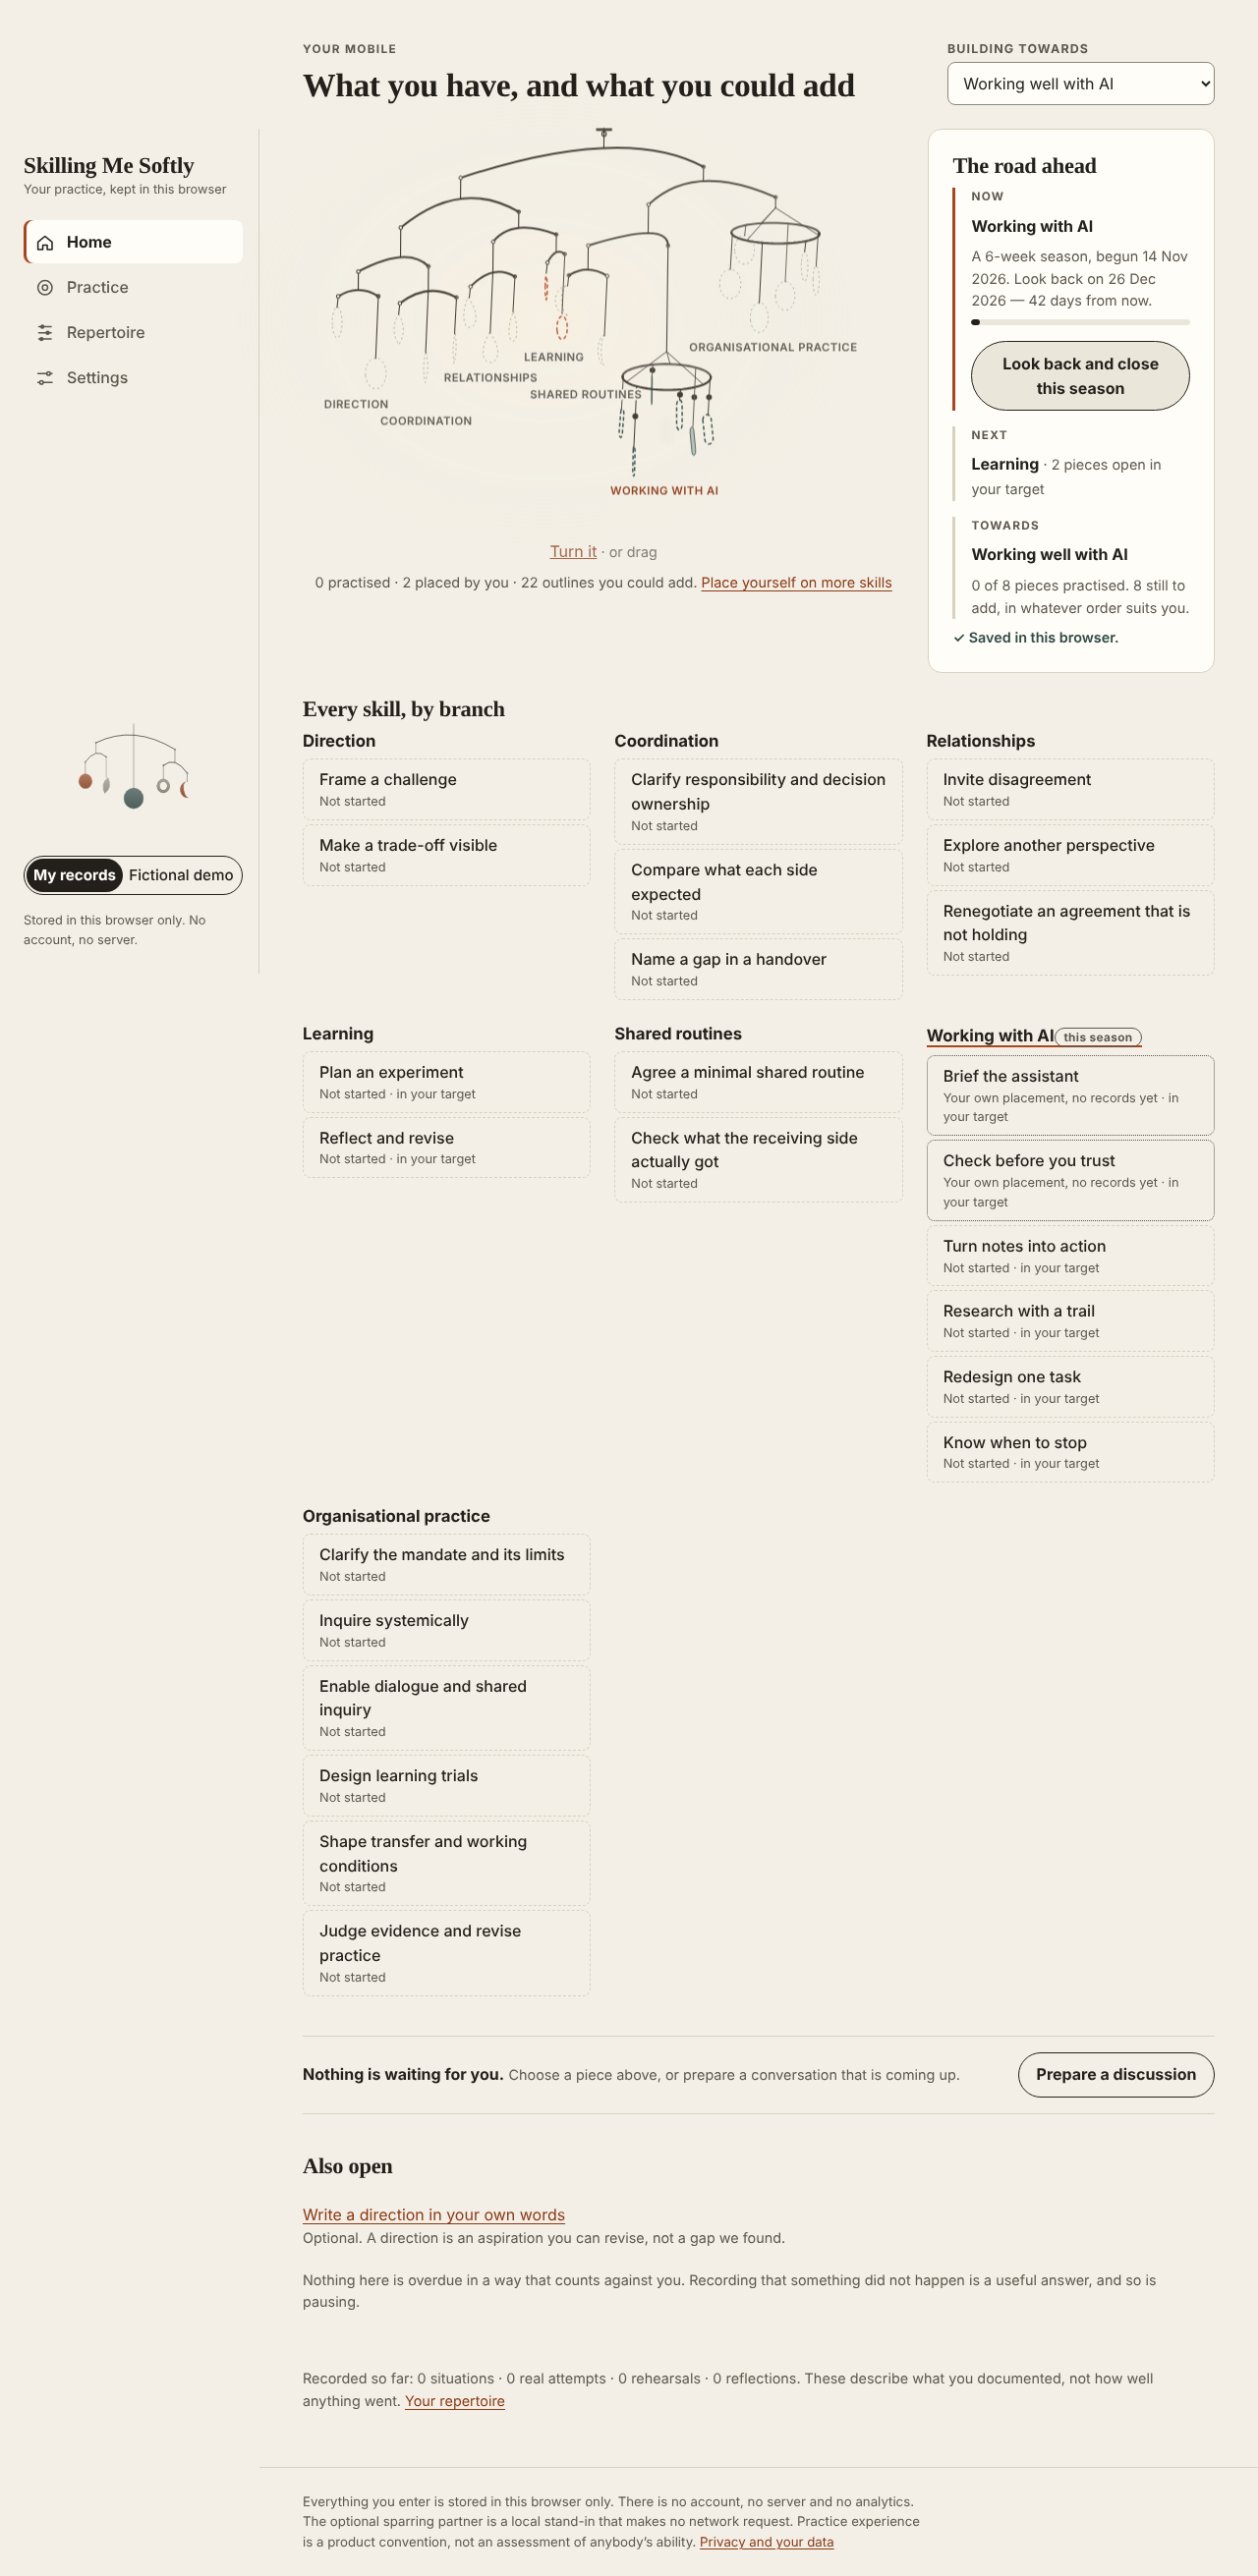 YOUR MOBILE
What you have, and what you could add
BUILDING TOWARDS
Working well with AI
Skilling Me Softly
Your practice, kept in this browser
Home
Practice
Repertoire
Settings
My records
Fictional demo
Stored in this browser only. No
account, no server.
ORGANISATIONAL PRACTICE
LEARNING
RELATIONSHIPS
SHARED ROUTINES
DIRECTION
COORDINATION
WORKING WITH AI
Turn it · or drag
0 practised · 2 placed by you · 22 outlines you could add. Place yourself on more skills
The road ahead
NOW
Working with AI
A 6-week season, begun 14 Nov
2026. Look back on 26 Dec
2026 — 42 days from now.
Look back and close
this season
NEXT
Learning · 2 pieces open in
your target
TOWARDS
Working well with AI
0 of 8 pieces practised. 8 still to
add, in whatever order suits you.
✓ Saved in this browser.
Every skill, by branch
Direction
Frame a challenge
Not started
Make a trade-off visible
Not started
Coordination
Clarify responsibility and decision
ownership
Not started
Compare what each side
expected
Not started
Name a gap in a handover
Not started
Relationships
Invite disagreement
Not started
Explore another perspective
Not started
Renegotiate an agreement that is
not holding
Not started
Learning
Plan an experiment
Not started · in your target
Reflect and revise
Not started · in your target
Shared routines
Agree a minimal shared routine
Not started
Check what the receiving side
actually got
Not started
Working with AI this season
Brief the assistant
Your own placement, no records yet · in
your target
Check before you trust
Your own placement, no records yet · in
your target
Turn notes into action
Not started · in your target
Research with a trail
Not started · in your target
Redesign one task
Not started · in your target
Know when to stop
Not started · in your target
Organisational practice
Clarify the mandate and its limits
Not started
Inquire systemically
Not started
Enable dialogue and shared
inquiry
Not started
Design learning trials
Not started
Shape transfer and working
conditions
Not started
Judge evidence and revise
practice
Not started
Nothing is waiting for you. Choose a piece above, or prepare a conversation that is coming up.
Prepare a discussion
Also open
Write a direction in your own words
Optional. A direction is an aspiration you can revise, not a gap we found.
Nothing here is overdue in a way that counts against you. Recording that something did not happen is a useful answer, and so is
pausing.
Recorded so far: 0 situations · 0 real attempts · 0 rehearsals · 0 reflections. These describe what you documented, not how well
anything went. Your repertoire
Everything you enter is stored in this browser only. There is no account, no server and no analytics.
The optional sparring partner is a local stand-in that makes no network request. Practice experience
is a product convention, not an assessment of anybody’s ability. Privacy and your data